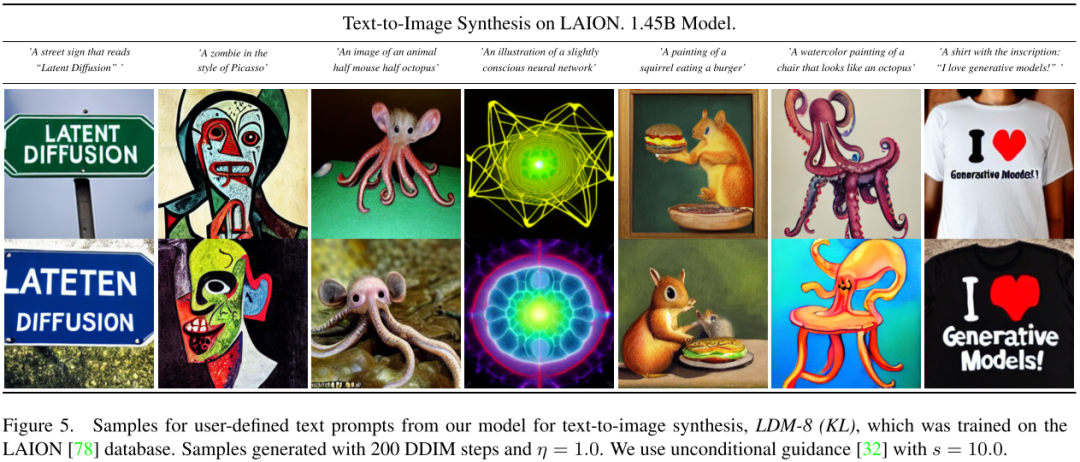 Text-to-Image Synthesis on LAION. 1.45B Model.
'A street sign that reads
“Latent Diffusion” '
'A zombie in the
style of Picasso'
'An image of an animal
half mouse half octopus'
'An illustration of a slightly
conscious neural network'
'A painting of a
squirrel eating a burger'
'A watercolor painting of a
chair that looks like an octopus'
'A shirt with the inscription:
“I love generative models!” '
LATENT
DIFFUSION
I ❤
Generative Moodel!
LATETEN
DIFFUSION
I ❤
Generative
Models!
Figure 5. Samples for user-defined text prompts from our model for text-to-image synthesis, LDM-8 (KL), which was trained on the
LAION [78] database. Samples generated with 200 DDIM steps and η = 1.0. We use unconditional guidance [32] with s = 10.0.